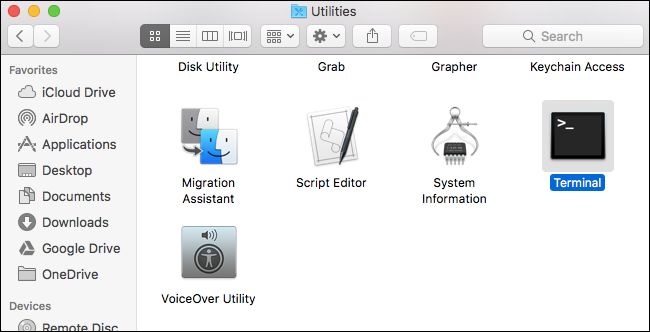 Utilities
Search
Favorites
iCloud Drive
AirDrop
Applications
Desktop
Documents
Downloads
Google Drive
OneDrive
Devices
Remote Disc
Disk Utility
Grab
Grapher
Keychain Access
>_
Migration
Assistant
Script Editor
System
Information
Terminal
VoiceOver Utility